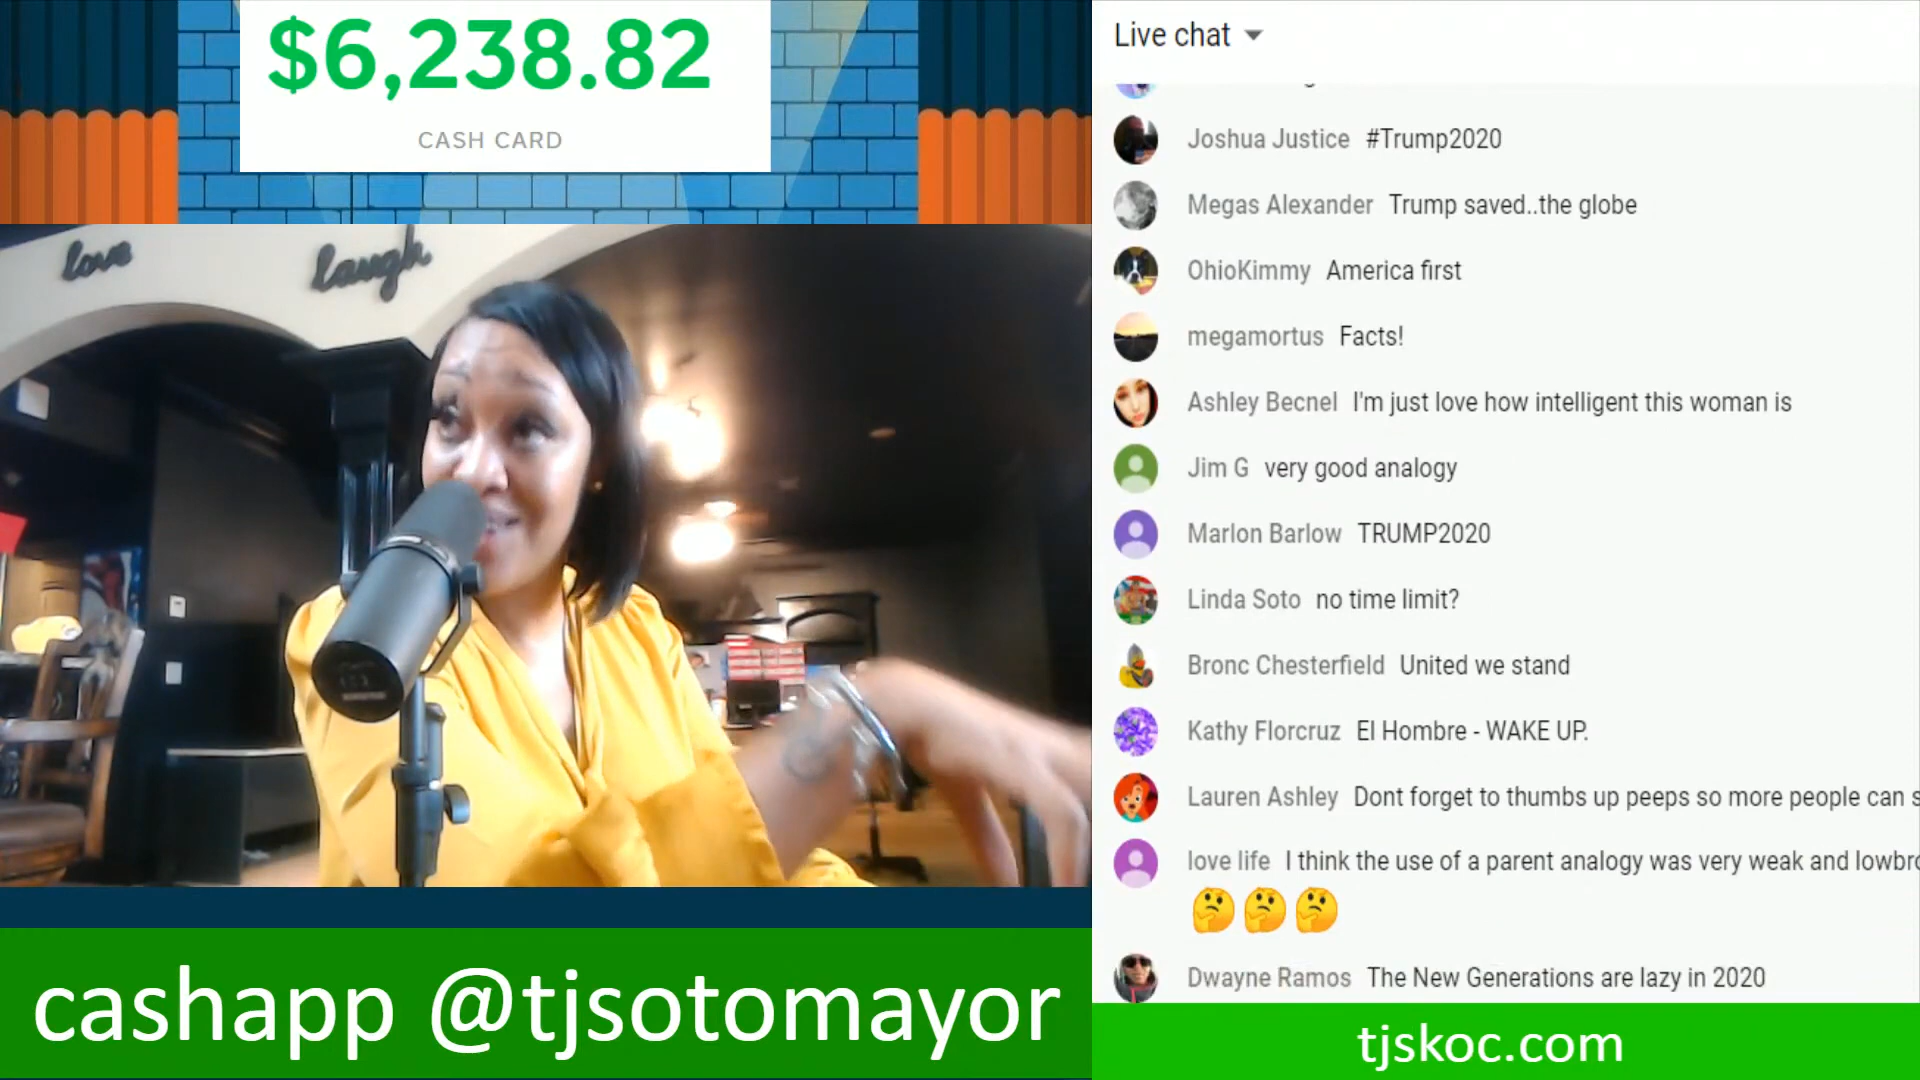 $6,238.82
CASH CARD
love
laugh
cashapp @tjsotomayor
Live chat
Joshua Justice #Trump2020
Megas Alexander Trump saved..the globe
OhioKimmy America first
megamortus Facts!
Ashley Becnel I'm just love how intelligent this woman is
Jim G very good analogy
Marlon Barlow TRUMP2020
Linda Soto no time limit?
Bronc Chesterfield United we stand
Kathy Florcruz El Hombre - WAKE UP.
Lauren Ashley Dont forget to thumbs up peeps so more people can
love life I think the use of a parent analogy was very weak and
🤔🤔🤔
Dwayne Ramos The New Generations are lazy in 2020
tjskoc.com